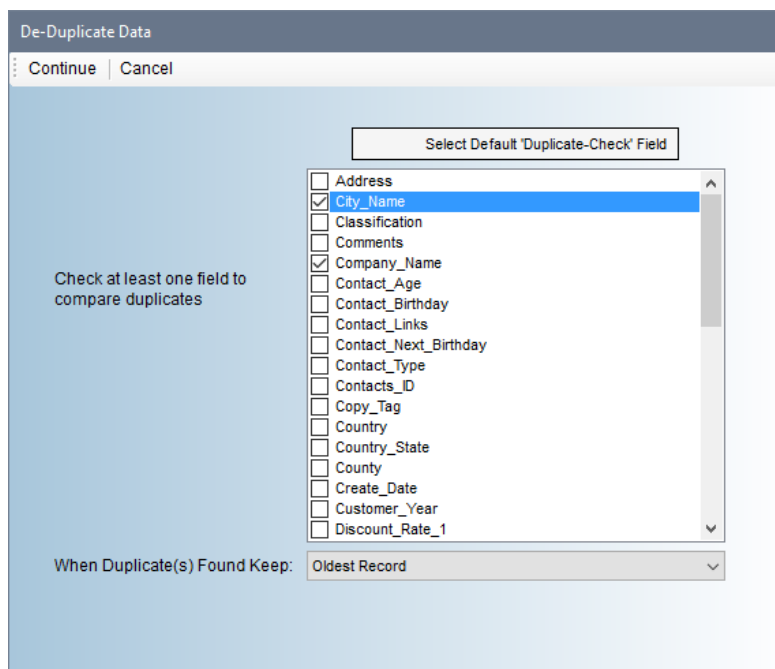 De-Duplicate Data
Continue Cancel
Select Default 'Duplicate-Check' Field
Address
City_Name
Classification
Comments
Company_Name
Check at least one field to
compare duplicates
Contact_Age
Contact_Birthday
Contact_Links
Contact_Next_Birthday
Contact_Type
Contacts_ID
Copy_Tag
Country
Country_State
County
Create_Date
Customer_Year
Discount_Rate_1
When Duplicate(s) Found Keep: Oldest Record